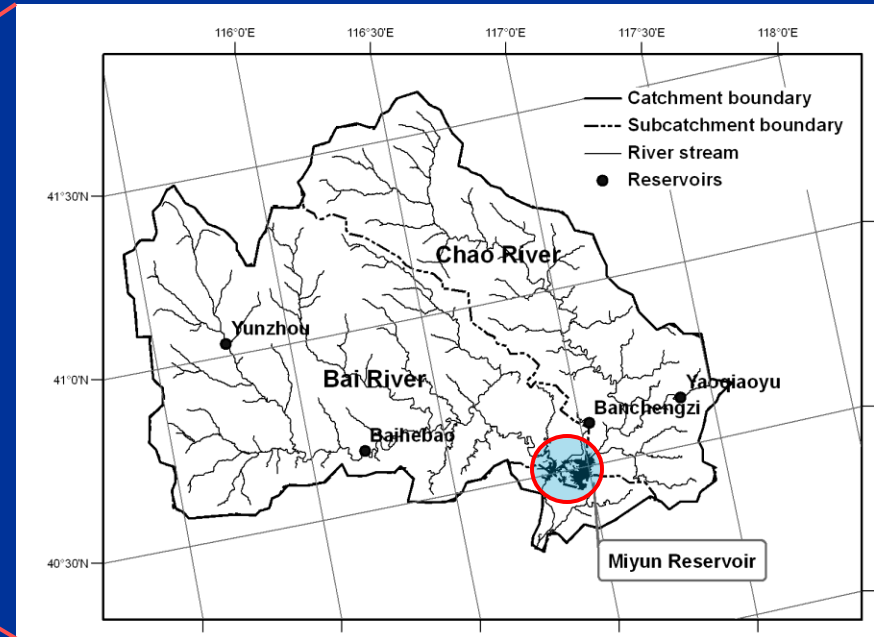 116°0'E
116°30'E
117°0'E
117°30'E
118°0'E
Catchment boundary
Subcatchment boundary
River stream
Reservoirs
41°30'N
Chao River
Yunzhou
41°0'N
Bai River
Yaoqiaoyu
Banchengzi
Baihebao
40°30'N
Miyun Reservoir